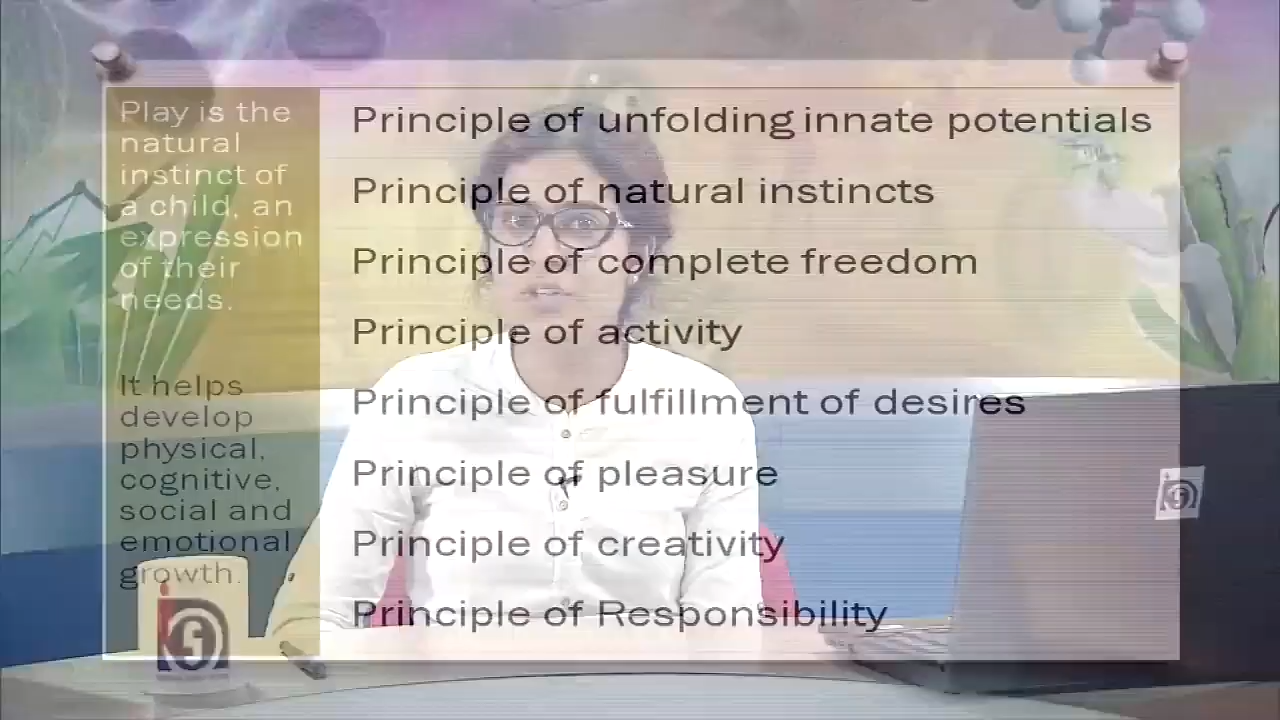 Play is the
natural
instinct of
a child, an
expression
of their
needs.
It helps
develop
physical,
cognitive,
social and
emotional
growth.
Principle of unfolding innate potentials
Principle of natural instincts
Principle of complete freedom
Principle of activity
Principle of fulfillment of desires
Principle of pleasure
Principle of creativity
Principle of Responsibility